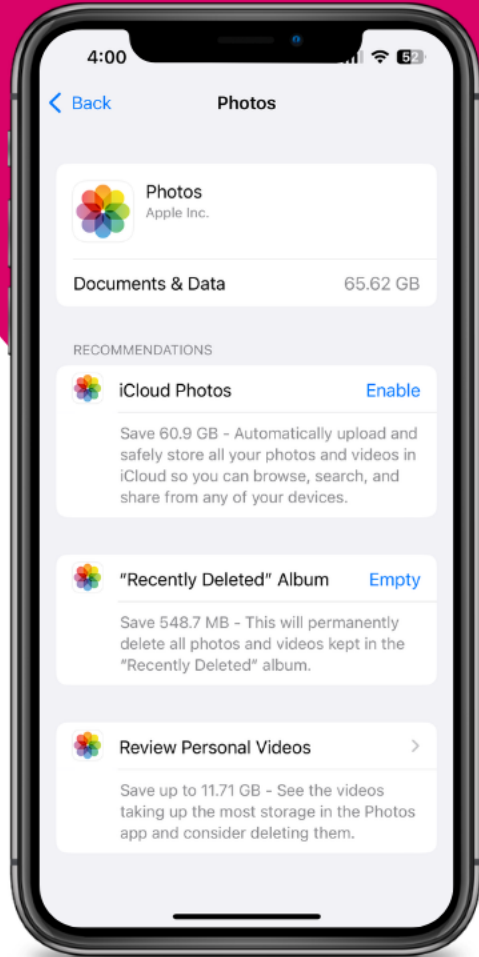 4:00
52
Back
Photos
Photos
Apple Inc.
Documents & Data
65.62 GB
RECOMMENDATIONS
iCloud Photos
Enable
Save 60.9 GB - Automatically upload and
safely store all your photos and videos in
iCloud so you can browse, search, and
share from any of your devices.
“Recently Deleted” Album
Empty
Save 548.7 MB - This will permanently
delete all photos and videos kept in the
“Recently Deleted” album.
Review Personal Videos
Save up to 11.71 GB - See the videos
taking up the most storage in the Photos
app and consider deleting them.